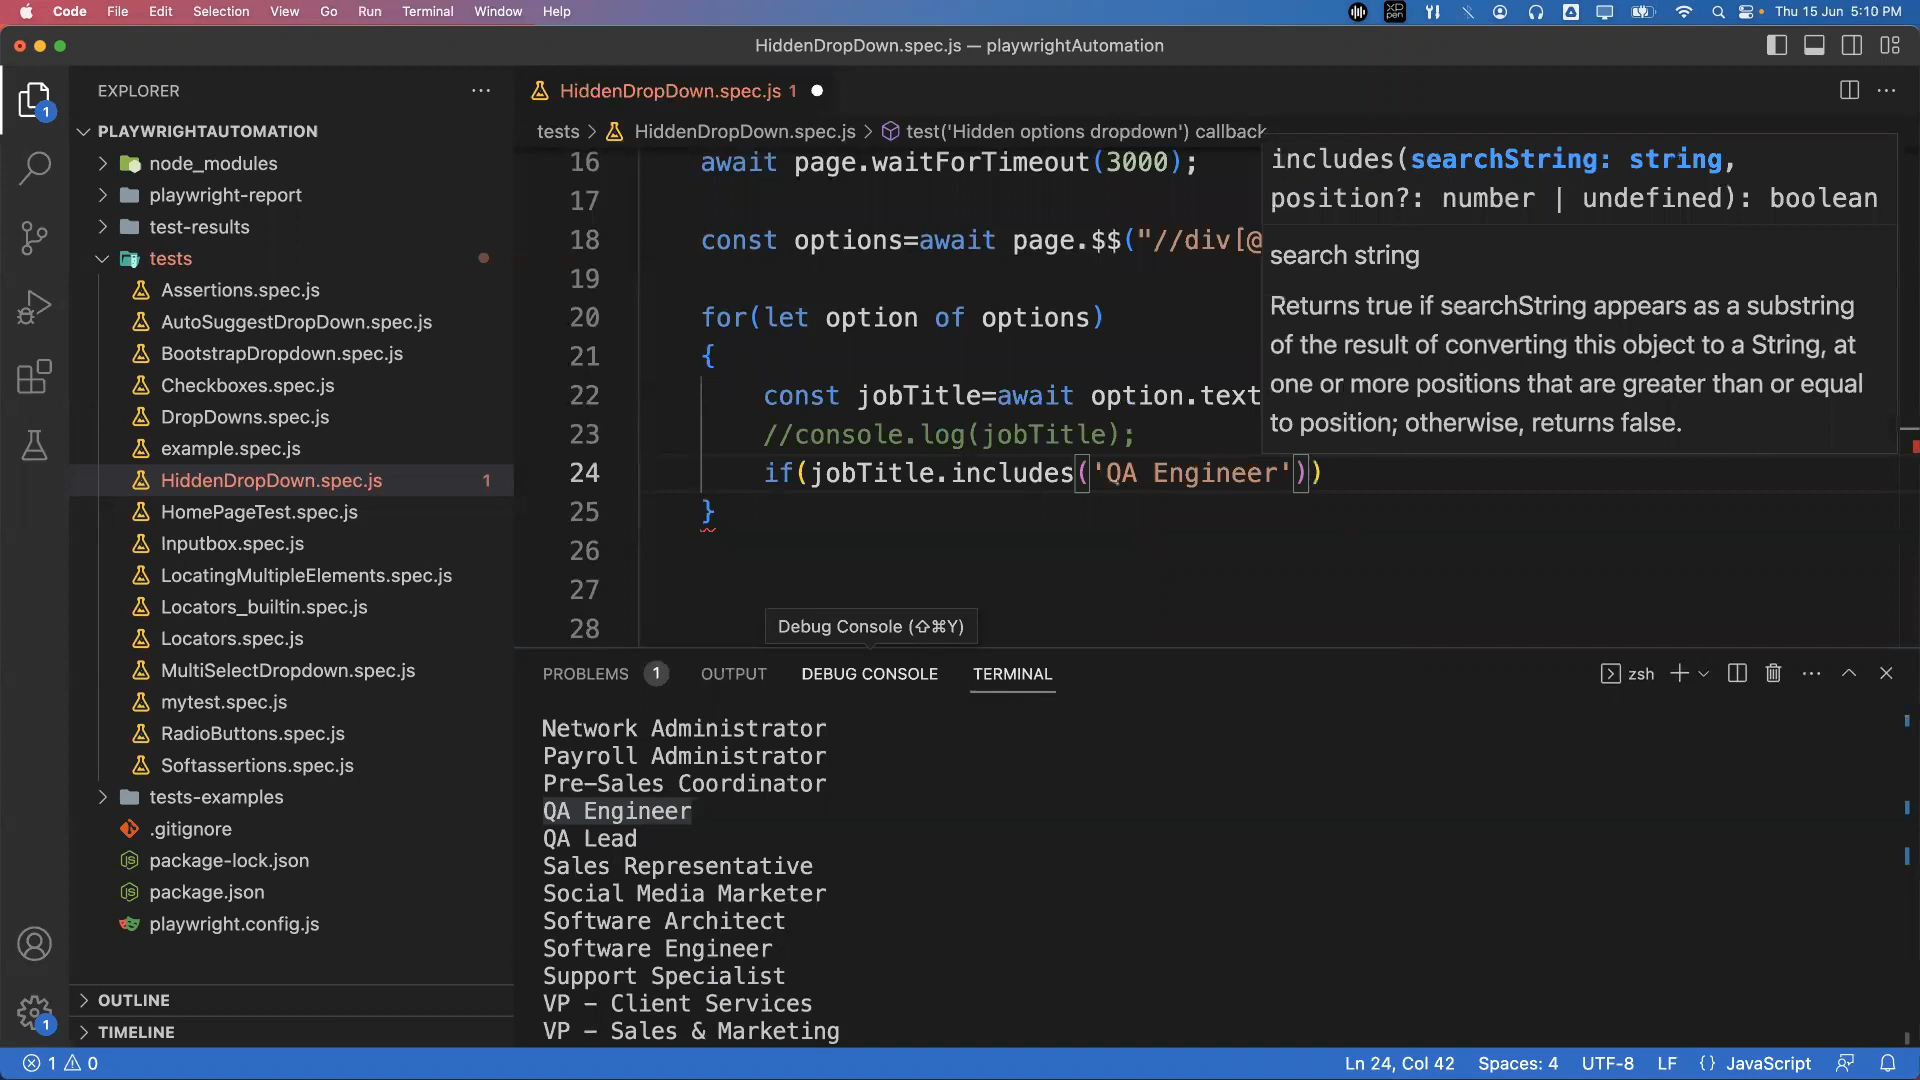 Code File Edit Selection View Go Run Terminal Window Help
XP pen
Thu 15 Jun 5:10 PM
HiddenDropDown.spec.js — playwrightAutomation
EXPLORER
PLAYWRIGHTAUTOMATION
node_modules
playwright-report
test-results
tests
Assertions.spec.js
AutoSuggestDropDown.spec.js
BootstrapDropdown.spec.js
Checkboxes.spec.js
DropDowns.spec.js
example.spec.js
HiddenDropDown.spec.js 1
HomePageTest.spec.js
Inputbox.spec.js
LocatingMultipleElements.spec.js
Locators_builtin.spec.js
Locators.spec.js
MultiSelectDropdown.spec.js
mytest.spec.js
RadioButtons.spec.js
Softassertions.spec.js
tests-examples
.gitignore
package-lock.json
package.json
playwright.config.js
OUTLINE
TIMELINE
1
1
HiddenDropDown.spec.js 1
tests > HiddenDropDown.spec.js > test('Hidden options dropdown') callback
16 await page.waitForTimeout(3000);
17
18 const options=await page.$$("//div[@
19
20 for(let option of options)
21 {
22 const jobTitle=await option.text
23 //console.log(jobTitle);
24 if(jobTitle.includes('QA Engineer'))
25 }
26
27
28
includes(searchString: string,
position?: number | undefined): boolean
search string
Returns true if searchString appears as a substring
of the result of converting this object to a String, at
one or more positions that are greater than or equal
to position; otherwise, returns false.
Debug Console (⇧⌘Y)
PROBLEMS 1 OUTPUT DEBUG CONSOLE TERMINAL
zsh
Network Administrator
Payroll Administrator
Pre-Sales Coordinator
QA Engineer
QA Lead
Sales Representative
Social Media Marketer
Software Architect
Software Engineer
Support Specialist
VP - Client Services
VP - Sales & Marketing
1 0
Ln 24, Col 42 Spaces: 4 UTF-8 LF {} JavaScript